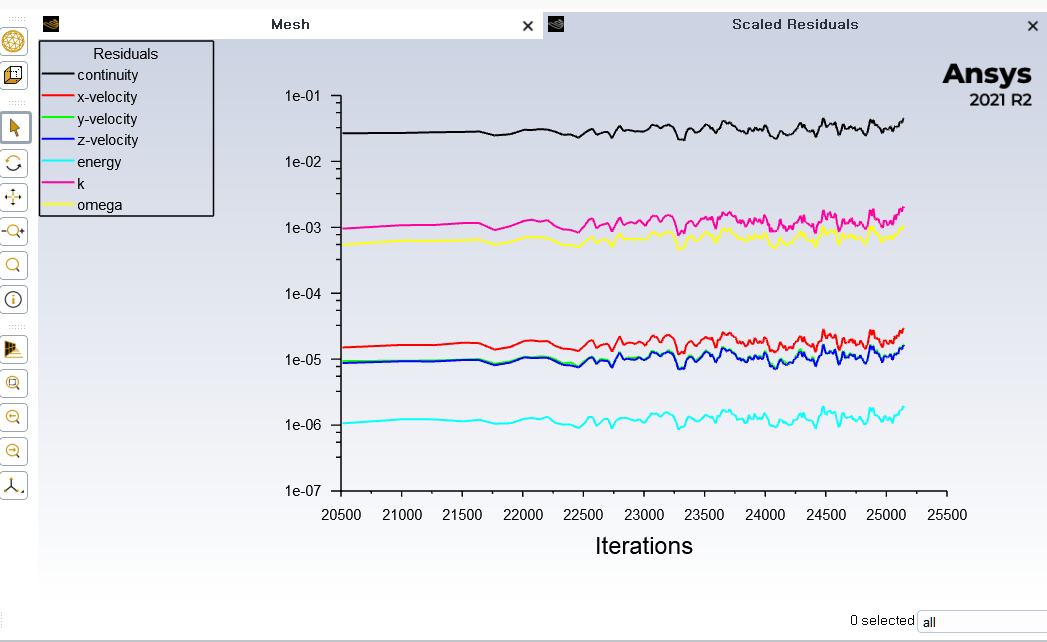 Mesh
Scaled Residuals
Residuals
continuity
x-velocity
y-velocity
z-velocity
energy
k
omega
Ansys
2021 R2
1e-01
1e-02
1e-03
1e-04
1e-05
1e-06
1e-07
20500 21000 21500 22000 22500 23000 23500 24000 24500 25000 25500
Iterations
0 selected all